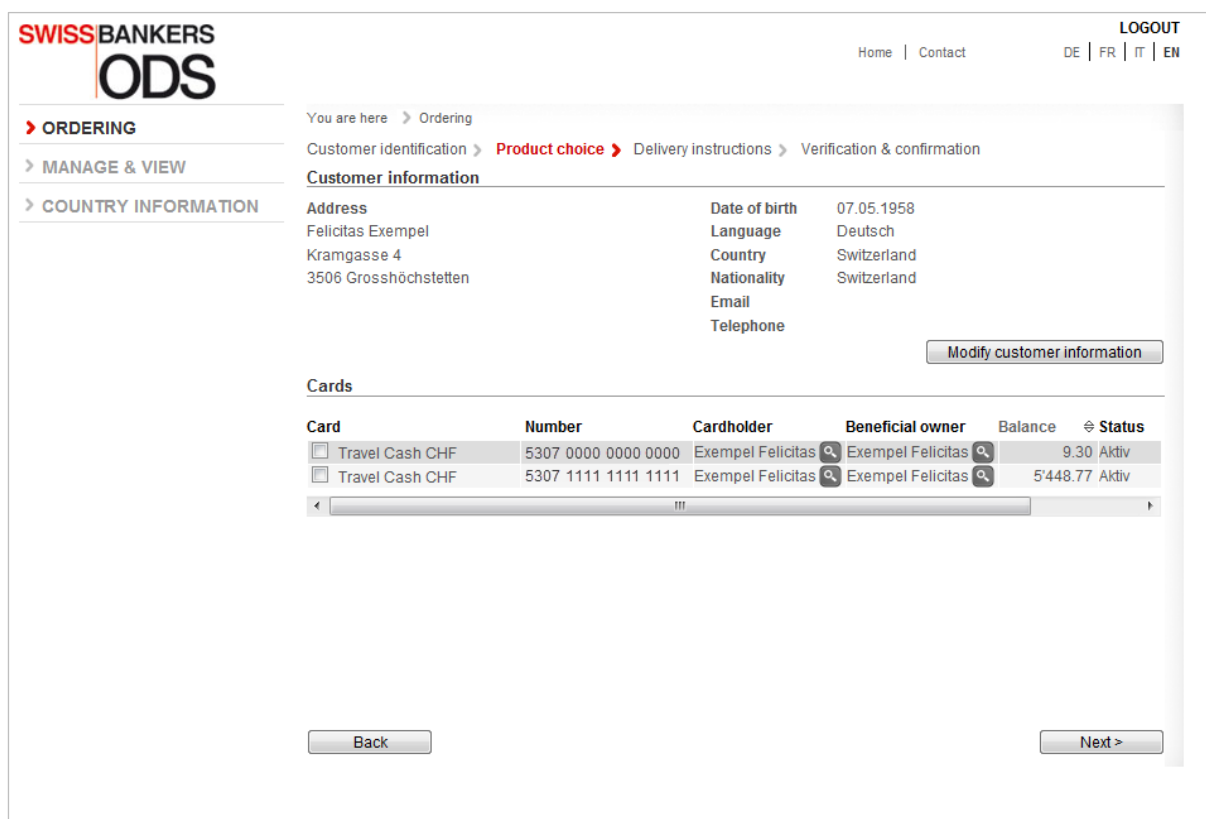 SWISS BANKERS
ODS
LOGOUT
Home | Contact
DE | FR | IT | EN
ORDERING
MANAGE & VIEW
COUNTRY INFORMATION
You are here > Ordering
Customer identification > Product choice > Delivery instructions > Verification & confirmation
Customer information
Address
Felicitas Exempel
Kramgasse 4
3506 Grosshöchstetten
Date of birth 07.05.1958
Language Deutsch
Country Switzerland
Nationality Switzerland
Email
Telephone
Modify customer information
Cards
Card Number Cardholder Beneficial owner Balance Status
Travel Cash CHF 5307 0000 0000 0000 Exempel Felicitas Exempel Felicitas 9.30 Aktiv
Travel Cash CHF 5307 1111 1111 1111 Exempel Felicitas Exempel Felicitas 5'448.77 Aktiv
Back
Next >